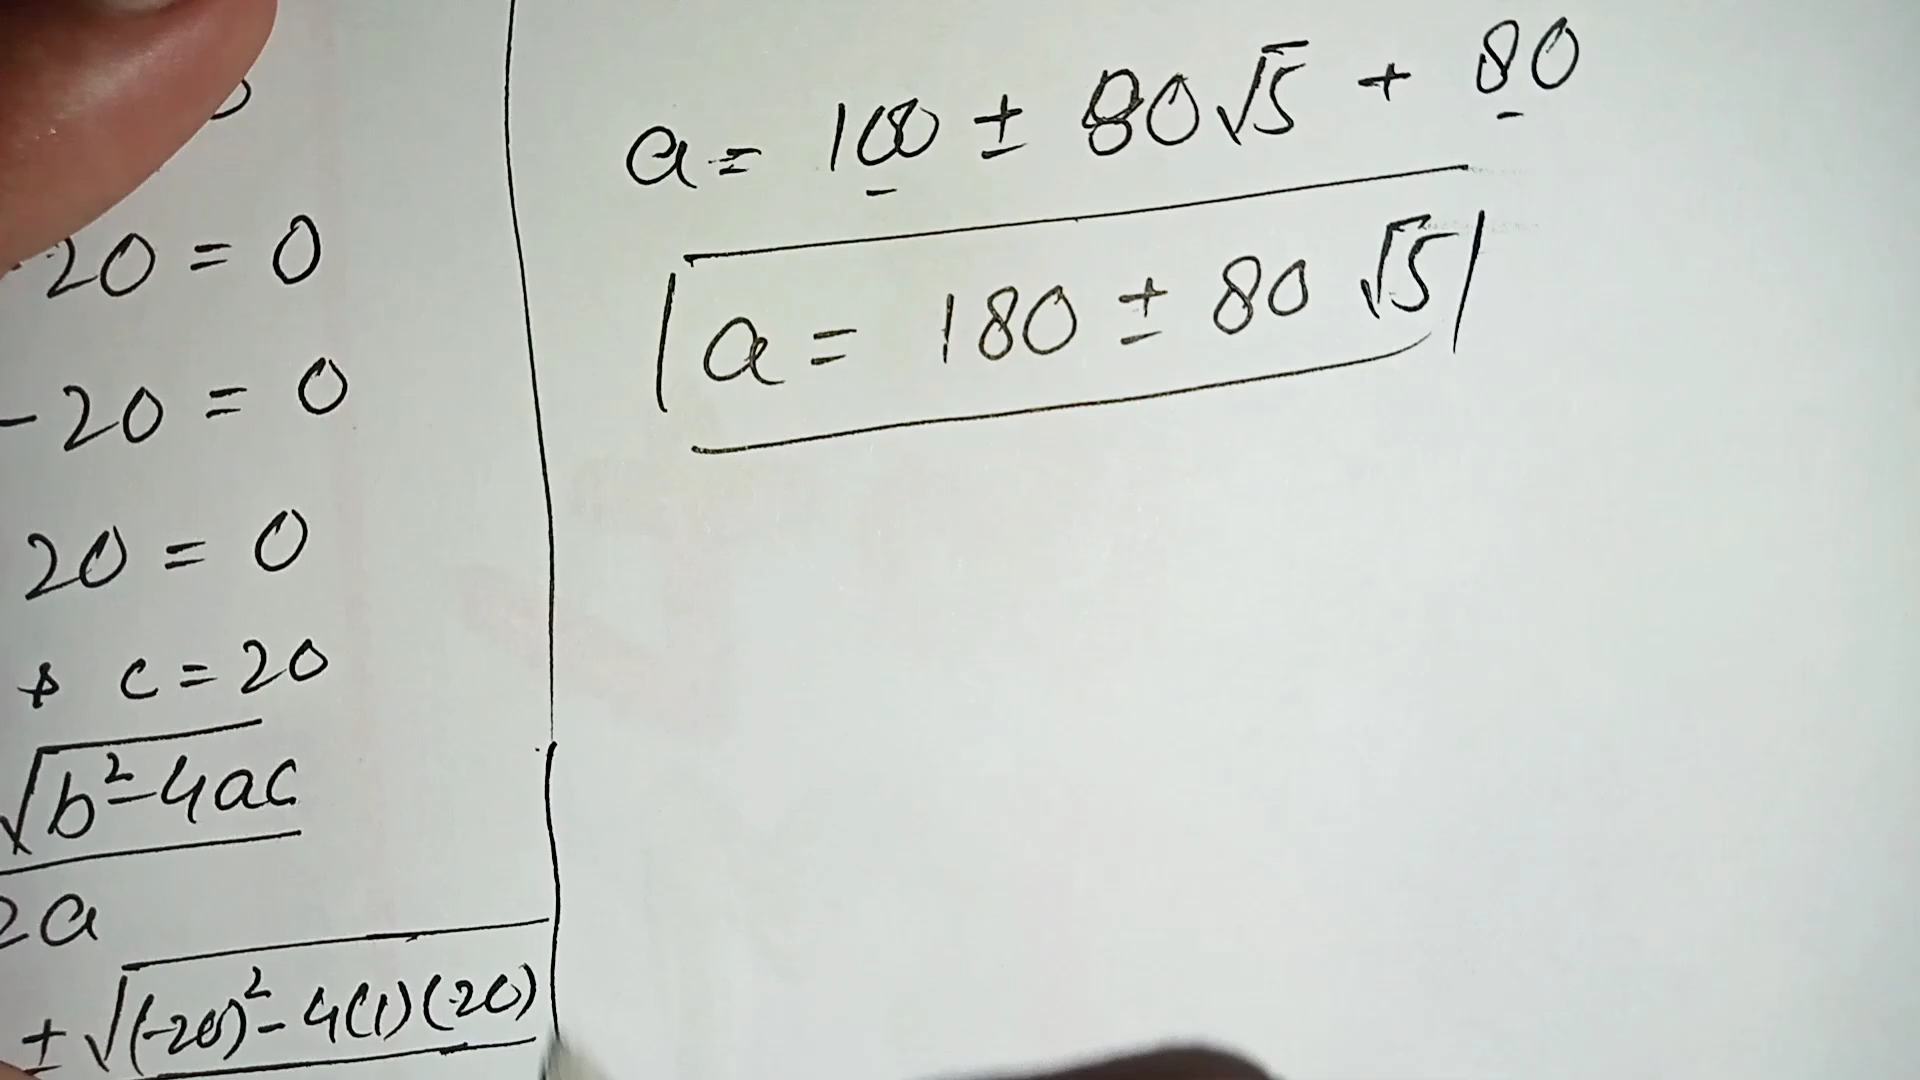 -20 = 0
-20 = 0
20 = 0
& c = 20
√b²-4ac
2a
± √(-20)² - 4(1)(20)
a = 100 ± 80√5 + 80
a = 180 ± 80√5